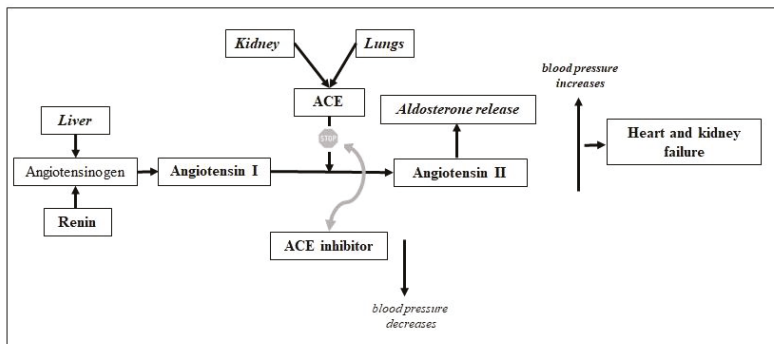 Kidney
Lungs
ACE
STOP
blood pressure
increases
Liver
Aldosterone release
Heart and kidney
failure
Angiotensinogen
Angiotensin I
Angiotensin II
Renin
ACE inhibitor
blood pressure
decreases